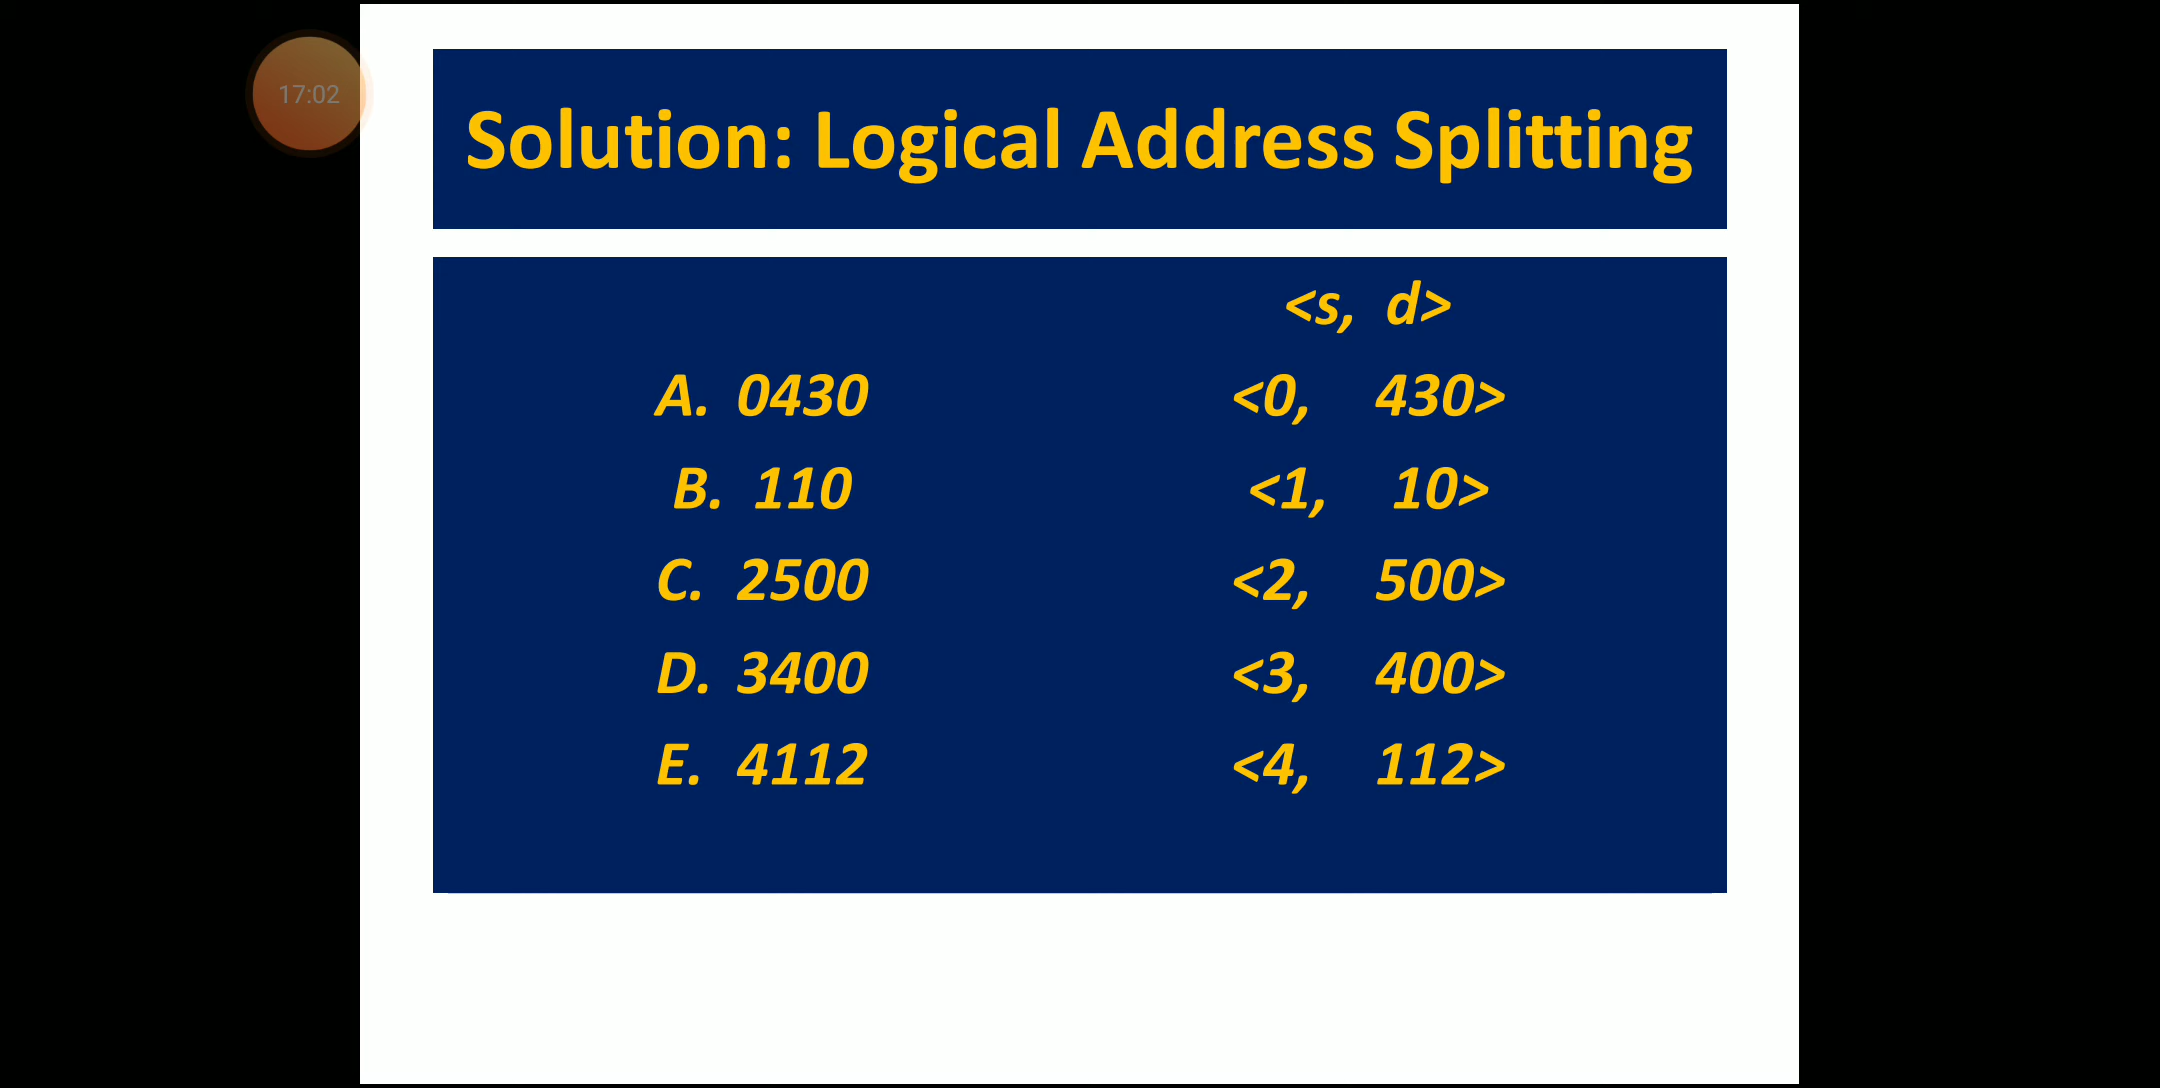 17:02
Solution: Logical Address Splitting
<s, d>
A. 0430 <0, 430>
B. 110 <1, 10>
C. 2500 <2, 500>
D. 3400 <3, 400>
E. 4112 <4, 112>